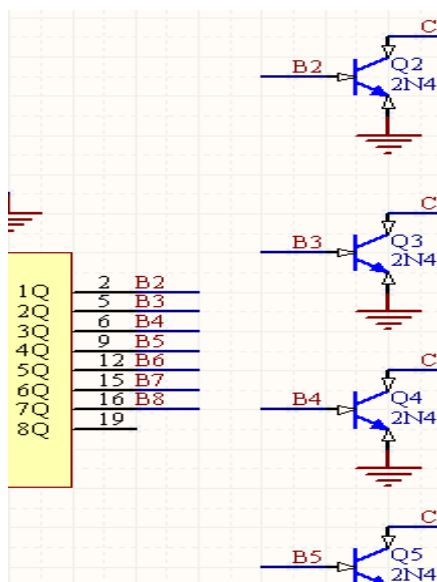 C
B2
Q2
2N4
C
B3
Q3
2N4
1Q 2 B2
2Q 5 B3
3Q 6 B4
4Q 9 B5
5Q 12 B6
6Q 15 B7
7Q 16 B8
8Q 19
C
B4
Q4
2N4
C
B5
Q5
2N4